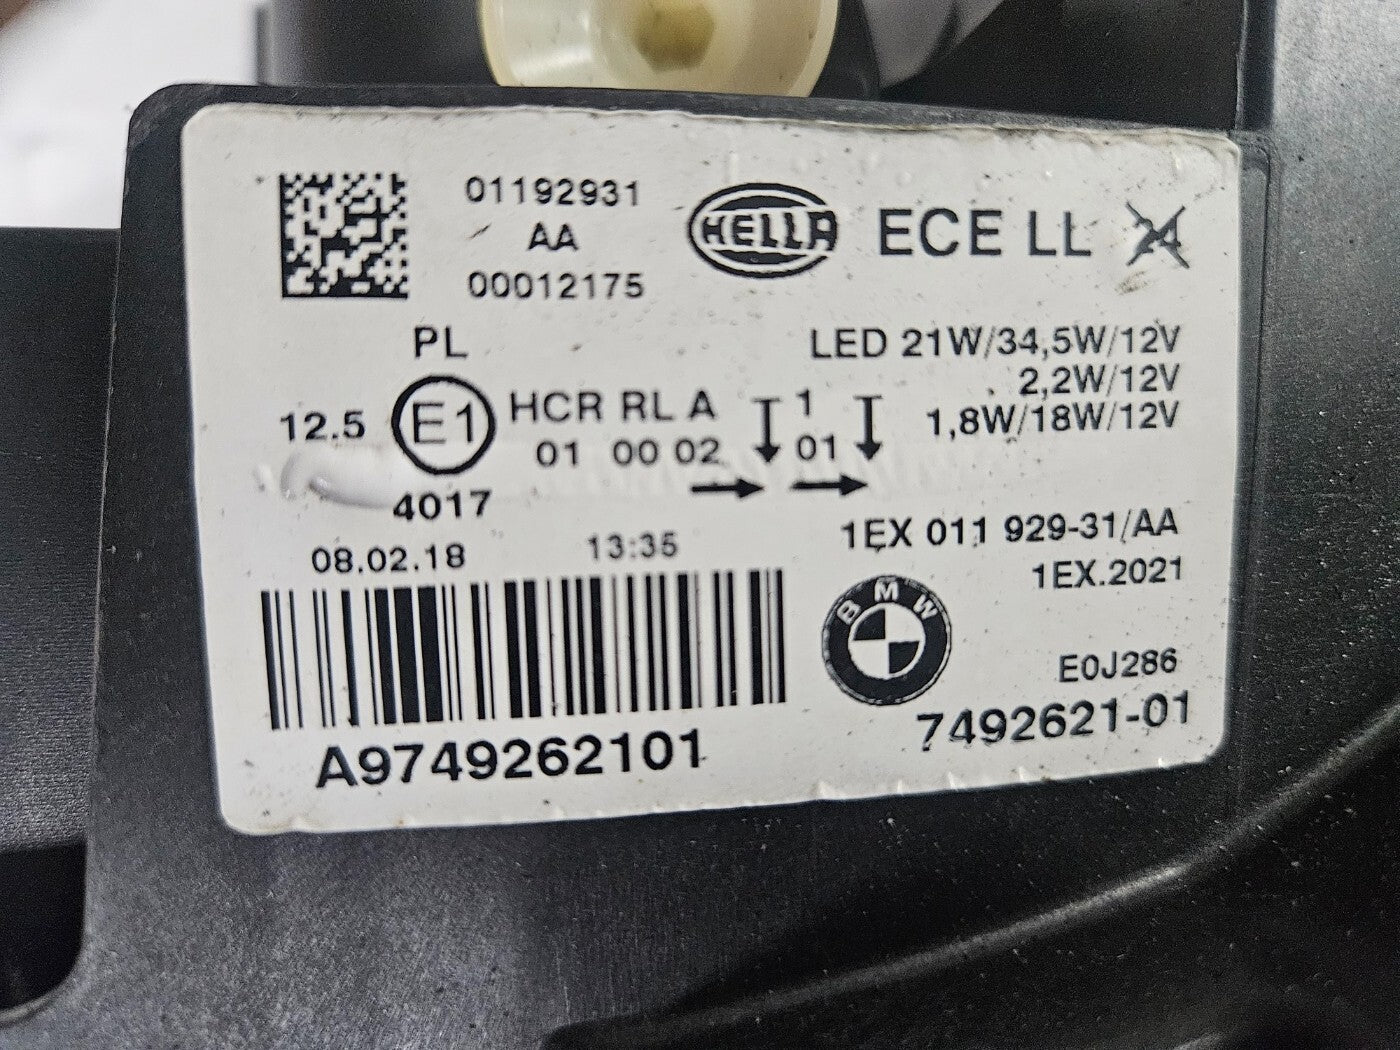 01192931
AA
00012175
HELLA
ECE LL 24
PL
LED 21W/34,5W/12V
2,2W/12V
1,8W/18W/12V
12.5 E1 HCR RL A 1
01 00 02 01
4017
08.02.18 13:35
1EX 011 929-31/AA
1EX.2021
BMW
E0J286
7492621-01
A9749262101